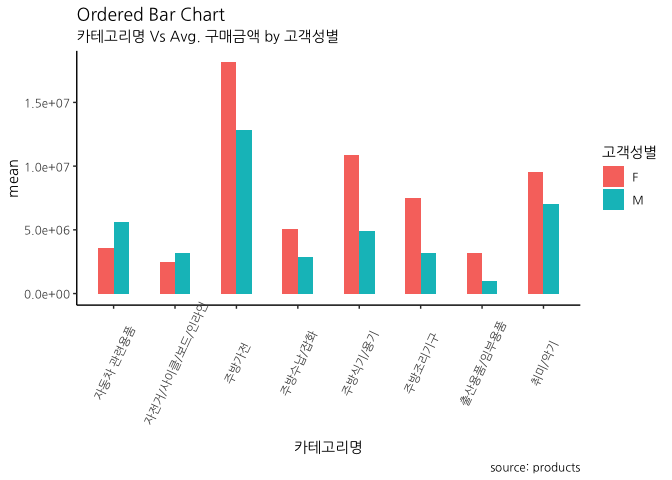 Ordered Bar Chart
카테고리명 Vs Avg. 구매금액 by 고객성별
mean
1.5e+07
1.0e+07
5.0e+06
0.0e+00
고객성별
F
M
자동차 관련용품
자전거/사이클/보드/인라인
주방가전
주방수납/잡화
주방식기/용기
주방조리기구
출산용품/임부용품
취미/악기
카테고리명
source: products